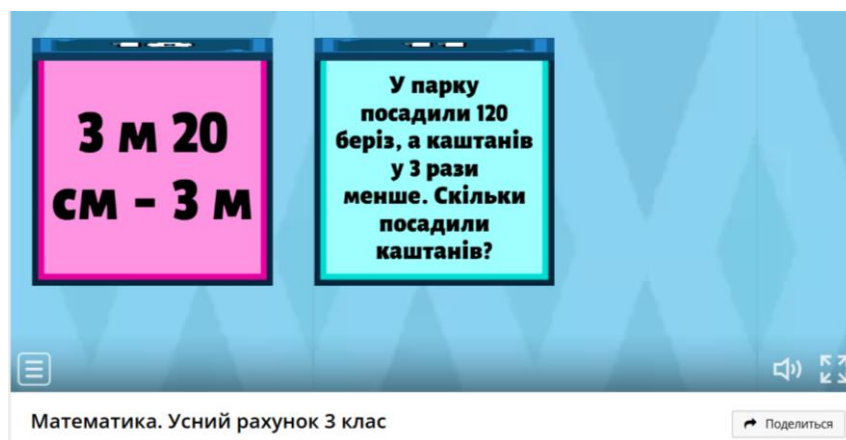 3 м 20
см - 3 м
У парку
посадили 120
беріз, а каштанів
у 3 рази
менше. Скільки
посадили
каштанів?
Математика. Усний рахунок 3 клас
Поделиться